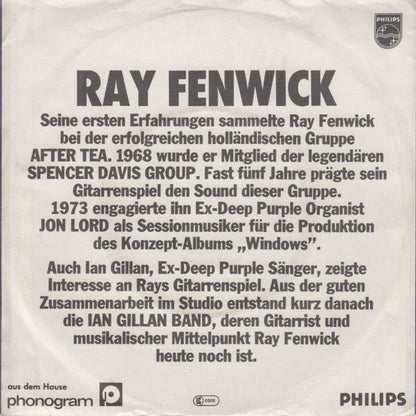 PHILIPS
RAY FENWICK
Seine ersten Erfahrungen sammelte Ray Fenwick
bei der erfolgreichen holländischen Gruppe
AFTER TEA. 1968 wurde er Mitglied der legendären
SPENCER DAVIS GROUP. Fast fünf Jahre prägte sein
Gitarrenspiel den Sound dieser Gruppe.
1973 engagierte ihn Ex-Deep Purple Organist
JON LORD als Sessionmusiker für die Produktion
des Konzept-Albums „Windows”.
Auch Ian Gillan, Ex-Deep Purple Sänger, zeigte
Interesse an Rays Gitarrenspiel. Aus der guten
Zusammenarbeit im Studio entstand kurz danach
die IAN GILLAN BAND, deren Gitarrist und
musikalischer Mittelpunkt Ray Fenwick
heute noch ist.
aus dem Hause
phonogram
PHILIPS